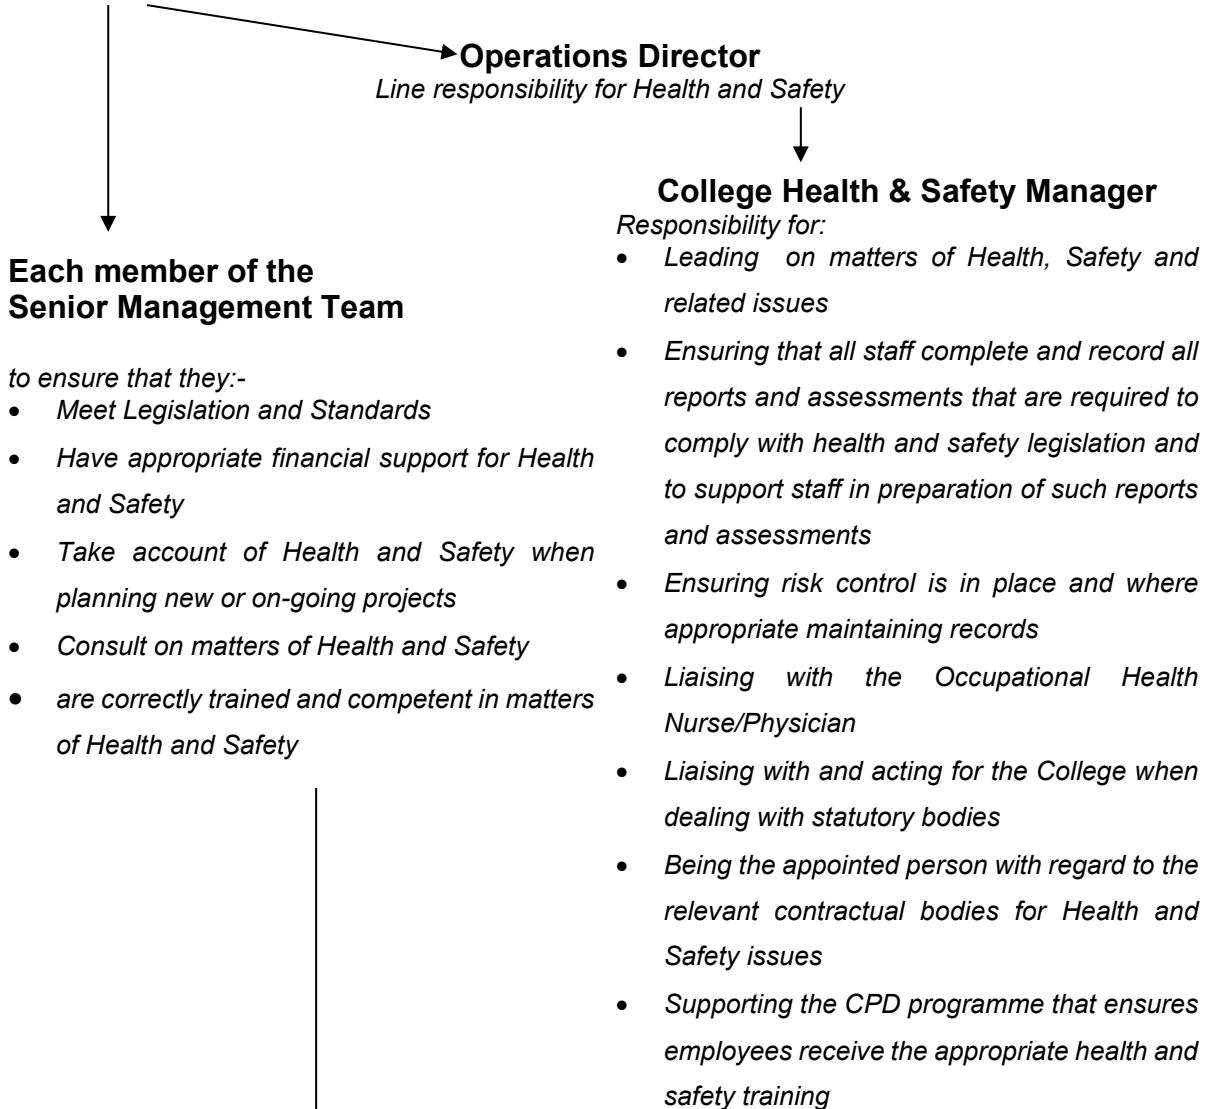 Operations Director
Line responsibility for Health and Safety
College Health & Safety Manager
Responsibility for:
• Leading on matters of Health, Safety and
related issues
• Ensuring that all staff complete and record all
reports and assessments that are required to
comply with health and safety legislation and
to support staff in preparation of such reports
and assessments
• Ensuring risk control is in place and where
appropriate maintaining records
• Liaising with the Occupational Health
Nurse/Physician
• Liaising with and acting for the College when
dealing with statutory bodies
• Being the appointed person with regard to the
relevant contractual bodies for Health and
Safety issues
• Supporting the CPD programme that ensures
employees receive the appropriate health and
safety training
Each member of the
Senior Management Team
to ensure that they:-
• Meet Legislation and Standards
• Have appropriate financial support for Health
and Safety
• Take account of Health and Safety when
planning new or on-going projects
• Consult on matters of Health and Safety
• are correctly trained and competent in matters
of Health and Safety